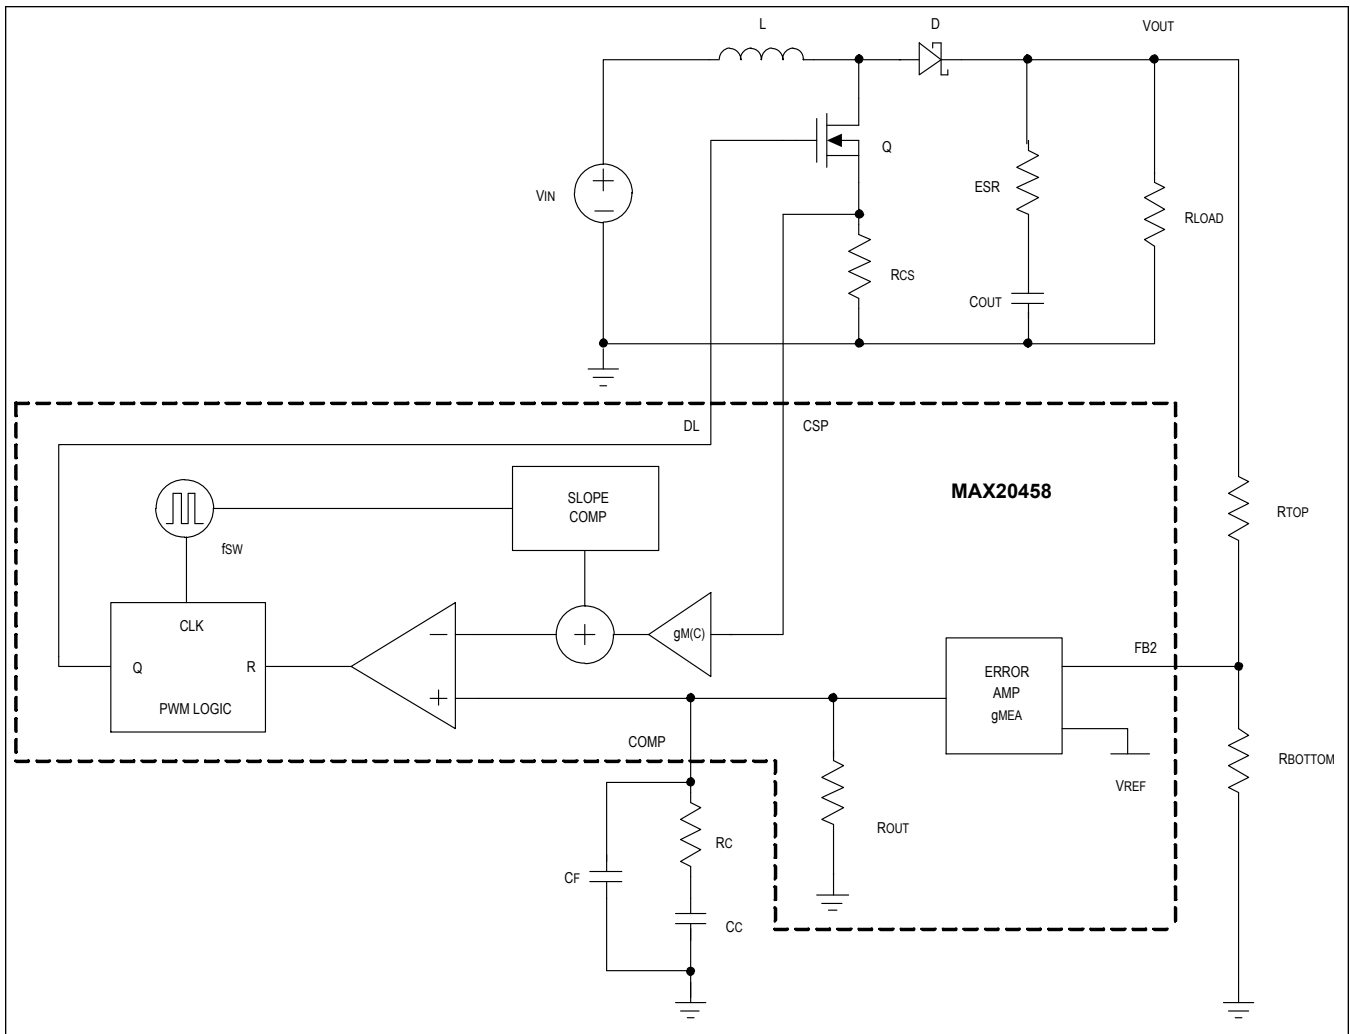 L
D
VOUT
Q
VIN
+
−
ESR
RLOAD
RCS
COUT
DL
CSP
MAX20458
SLOPE
COMP
RTOP
fSW
CLK
gM(C)
+
−
FB2
Q
R
ERROR
AMP
gMEA
+
PWM LOGIC
COMP
RBOTTOM
VREF
ROUT
RC
CF
CC